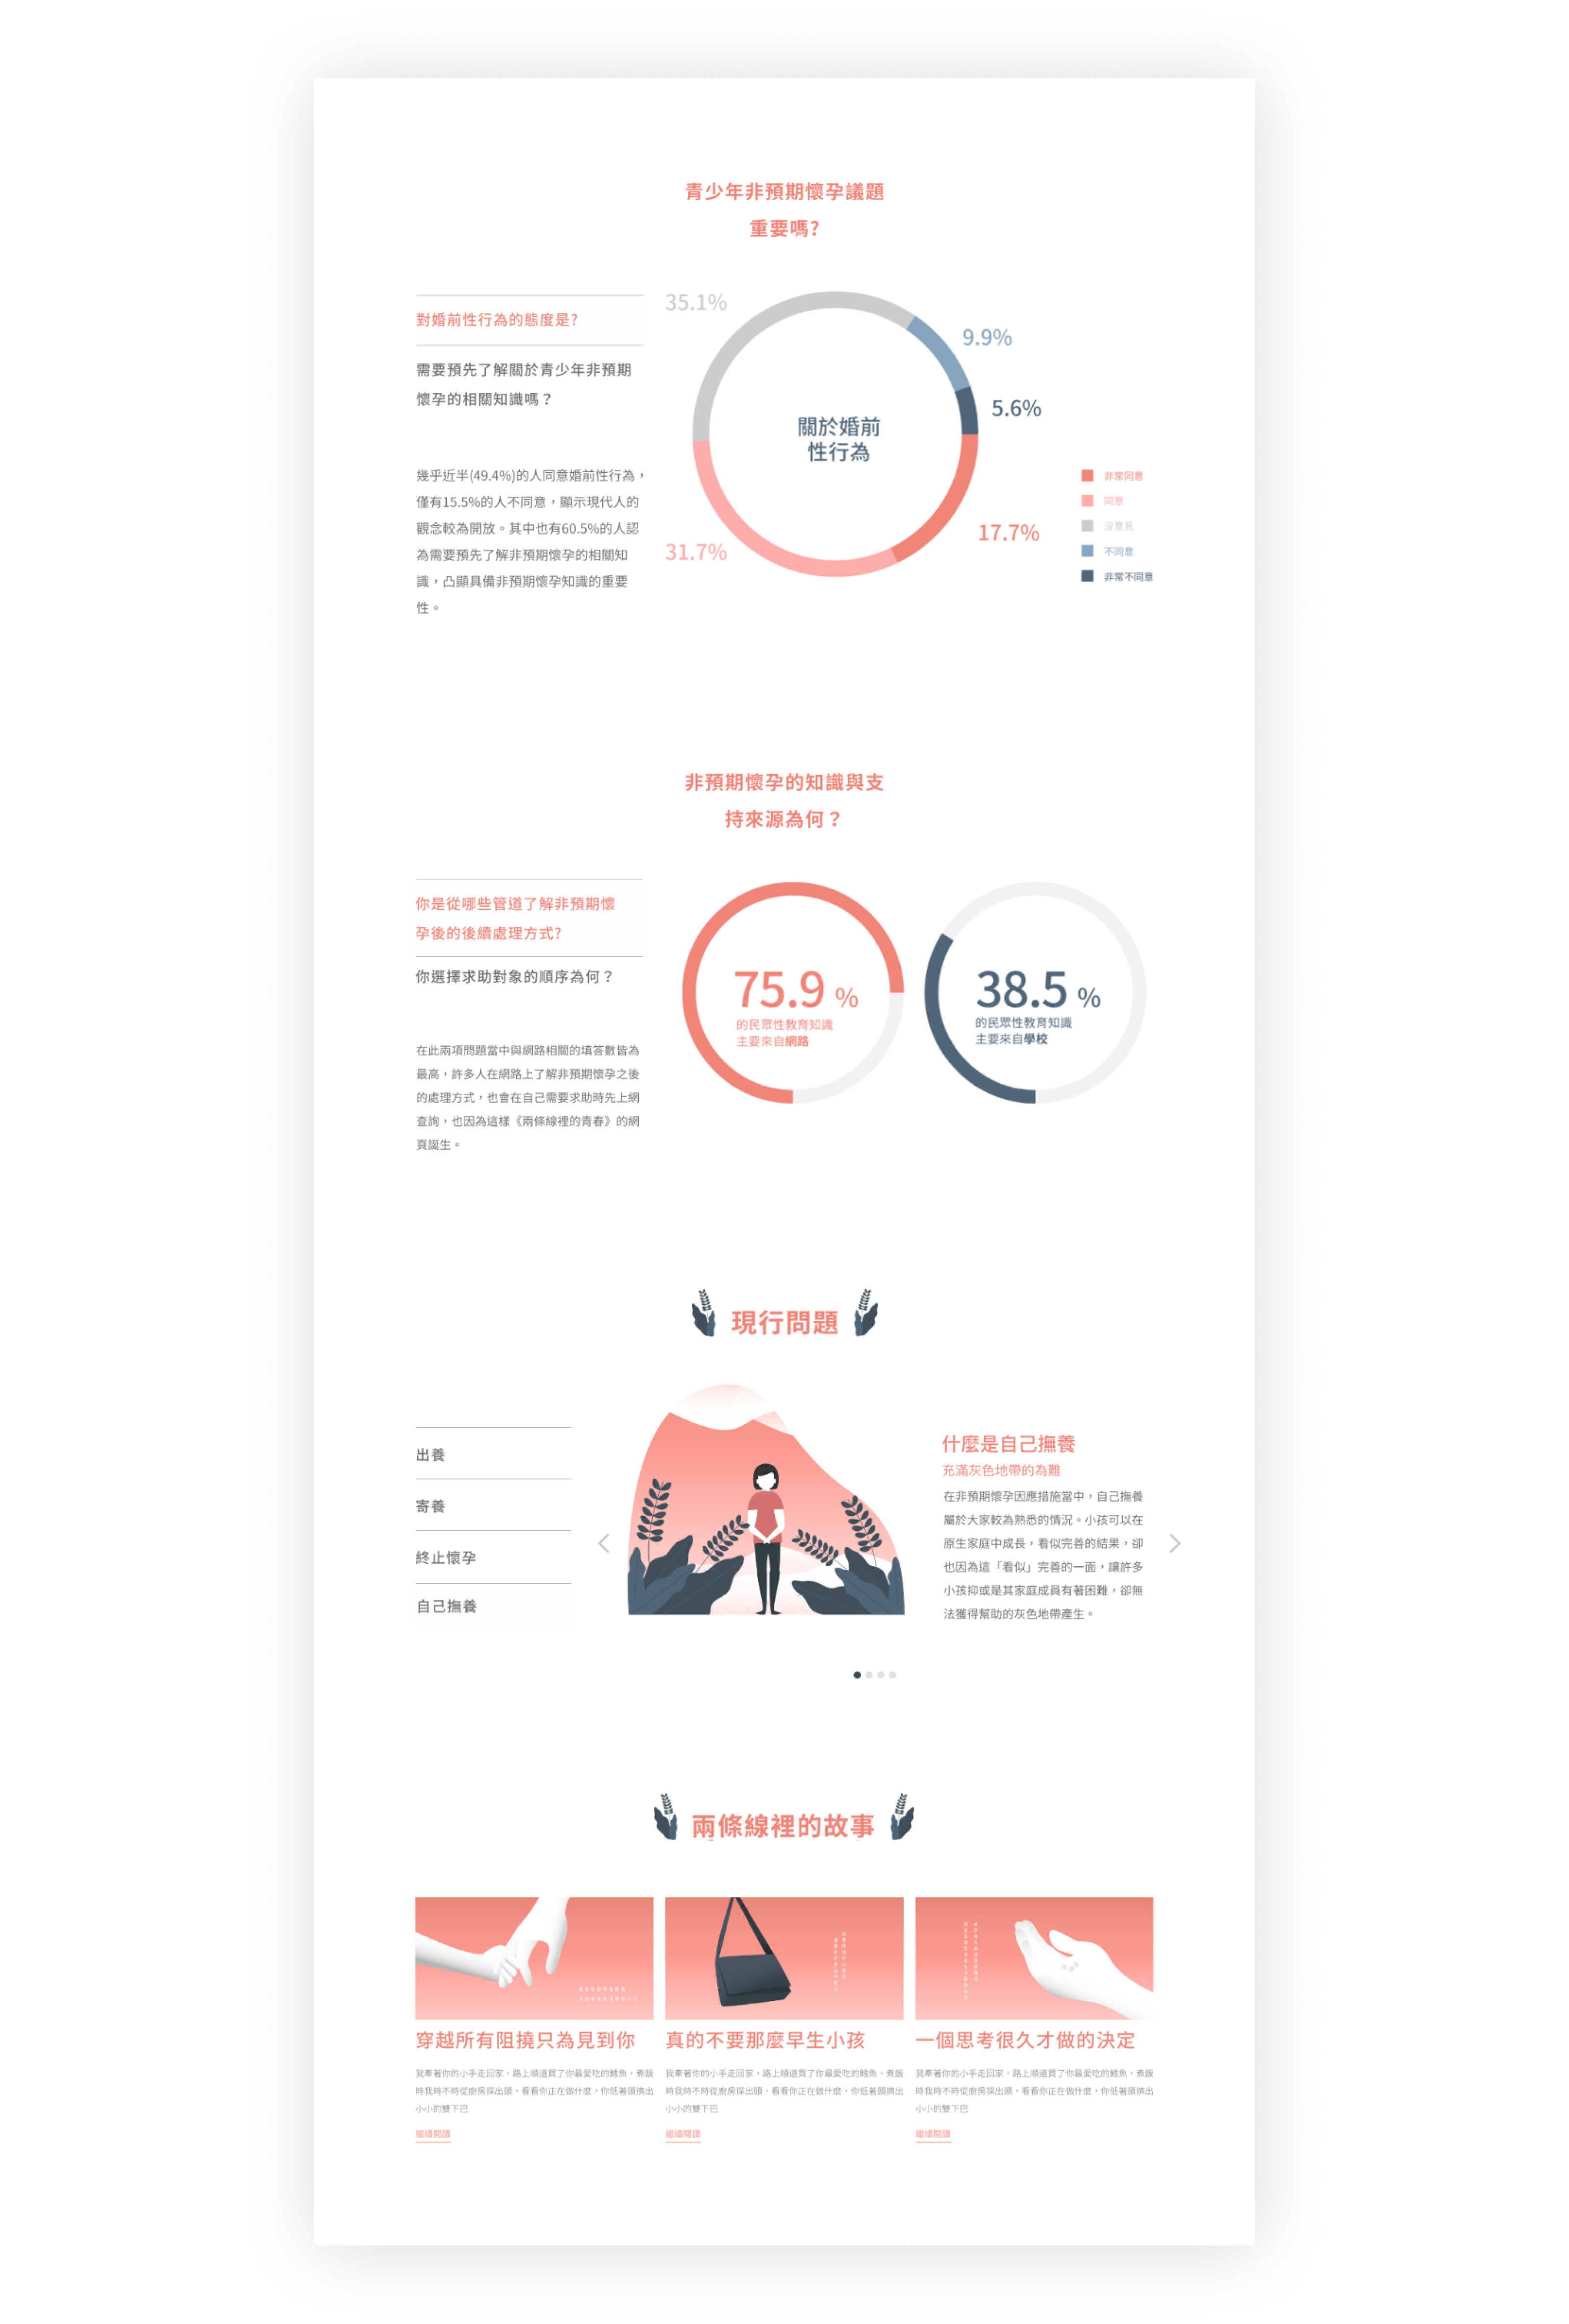 青少年非預期懷孕議題
重要嗎?
對婚前性行為的態度是?
需要預先了解關於青少年非預期
懷孕的相關知識嗎？
幾乎近半(49.4%)的人同意婚前性行為，
僅有15.5%的人不同意，顯示現代人的
觀念較為開放。其中也有60.5%的人認
為需要預先了解非預期懷孕的相關知
識，凸顯具備非預期懷孕知識的重要
性。
35.1%
9.9%
5.6%
17.7%
31.7%
關於婚前
性行為
非常同意
同意
沒意見
不同意
非常不同意
非預期懷孕的知識與支
持來源為何？
你是從哪些管道了解非預期懷
孕後的後續處理方式?
你選擇求助對象的順序為何？
在此兩項問題當中與網路相關的填答數皆為
最高，許多人在網路上了解非預期懷孕之後
的處理方式，也會在自己需要求助時先上網
查詢，也因為這樣《兩條線裡的青春》的網
頁誕生。
75.9 %
的民眾性教育知識
主要來自網路
38.5 %
的民眾性教育知識
主要來自學校
現行問題
出養
寄養
終止懷孕
自己撫養
什麼是自己撫養
充滿灰色地帶的為難
在非預期懷孕因應措施當中，自己撫養
屬於大家較為熟悉的情況。小孩可以在
原生家庭中成長，看似完善的結果，卻
也因為這「看似」完善的一面，讓許多
小孩抑或是其家庭成員有著困難，卻無
法獲得幫助的灰色地帶產生。
兩條線裡的故事
穿越所有阻撓只為見到你
我牽著你的小手走回家，路上順道買了你最愛吃的鱈魚，煮飯
時我時不時從廚房探出頭，看看你正在做什麼，你低著頭擠出
小小的雙下巴
繼續閱讀
真的不要那麼早生小孩
我牽著你的小手走回家，路上順道買了你最愛吃的鱈魚，煮飯
時我時不時從廚房探出頭，看看你正在做什麼，你低著頭擠出
小小的雙下巴
繼續閱讀
一個思考很久才做的決定
我牽著你的小手走回家，路上順道買了你最愛吃的鱈魚，煮飯
時我時不時從廚房探出頭，看看你正在做什麼，你低著頭擠出
小小的雙下巴
繼續閱讀